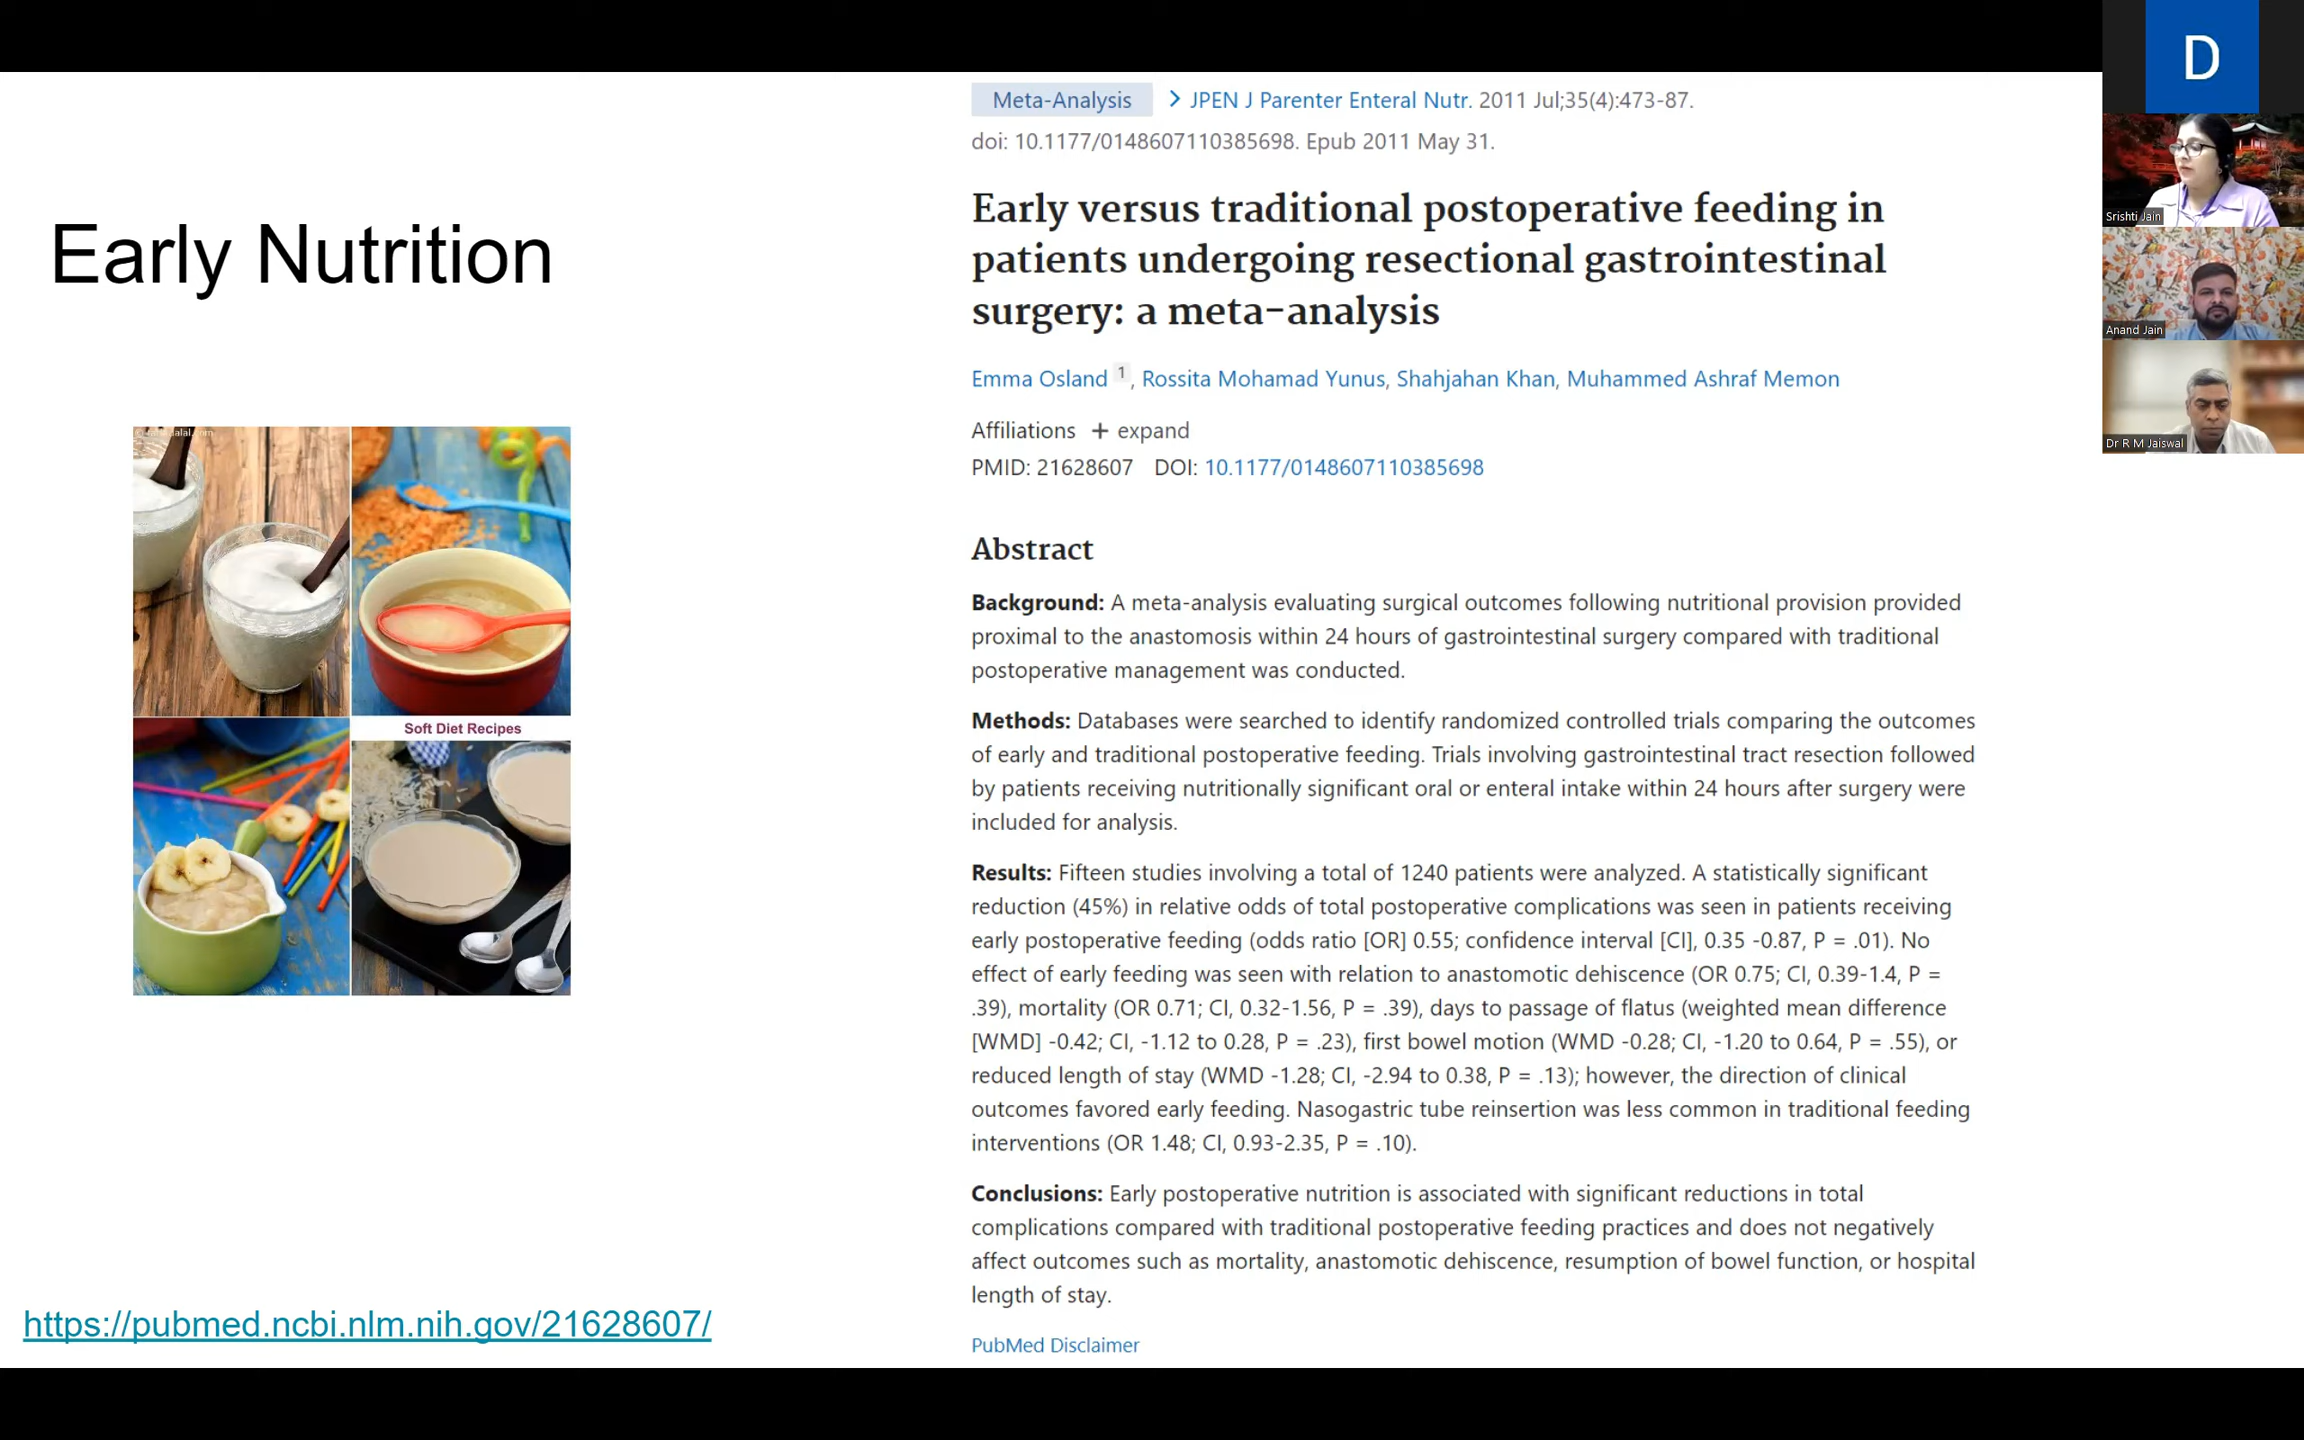 D
Meta-Analysis > JPEN J Parenter Enteral Nutr. 2011 Jul;35(4):473-87.
doi: 10.1177/0148607110385698. Epub 2011 May 31.
Early versus traditional postoperative feeding in
patients undergoing resectional gastrointestinal
surgery: a meta-analysis
Emma Osland 1, Rossita Mohamad Yunus, Shahjahan Khan, Muhammed Ashraf Memon
Affiliations + expand
PMID: 21628607 DOI: 10.1177/0148607110385698
Abstract
Background: A meta-analysis evaluating surgical outcomes following nutritional provision provided
proximal to the anastomosis within 24 hours of gastrointestinal surgery compared with traditional
postoperative management was conducted.
Methods: Databases were searched to identify randomized controlled trials comparing the outcomes
of early and traditional postoperative feeding. Trials involving gastrointestinal tract resection followed
by patients receiving nutritionally significant oral or enteral intake within 24 hours after surgery were
included for analysis.
Results: Fifteen studies involving a total of 1240 patients were analyzed. A statistically significant
reduction (45%) in relative odds of total postoperative complications was seen in patients receiving
early postoperative feeding (odds ratio [OR] 0.55; confidence interval [CI], 0.35 -0.87, P = .01). No
effect of early feeding was seen with relation to anastomotic dehiscence (OR 0.75; CI, 0.39-1.4, P =
.39), mortality (OR 0.71; CI, 0.32-1.56, P = .39), days to passage of flatus (weighted mean difference
[WMD] -0.42; CI, -1.12 to 0.28, P = .23), first bowel motion (WMD -0.28; CI, -1.20 to 0.64, P = .55), or
reduced length of stay (WMD -1.28; CI, -2.94 to 0.38, P = .13); however, the direction of clinical
outcomes favored early feeding. Nasogastric tube reinsertion was less common in traditional feeding
interventions (OR 1.48; CI, 0.93-2.35, P = .10).
Conclusions: Early postoperative nutrition is associated with significant reductions in total
complications compared with traditional postoperative feeding practices and does not negatively
affect outcomes such as mortality, anastomotic dehiscence, resumption of bowel function, or hospital
length of stay.
PubMed Disclaimer
Early Nutrition
Soft Diet Recipes
https://pubmed.ncbi.nlm.nih.gov/21628607/
Srishti Jain
Anand Jain
Dr R M Jaiswal